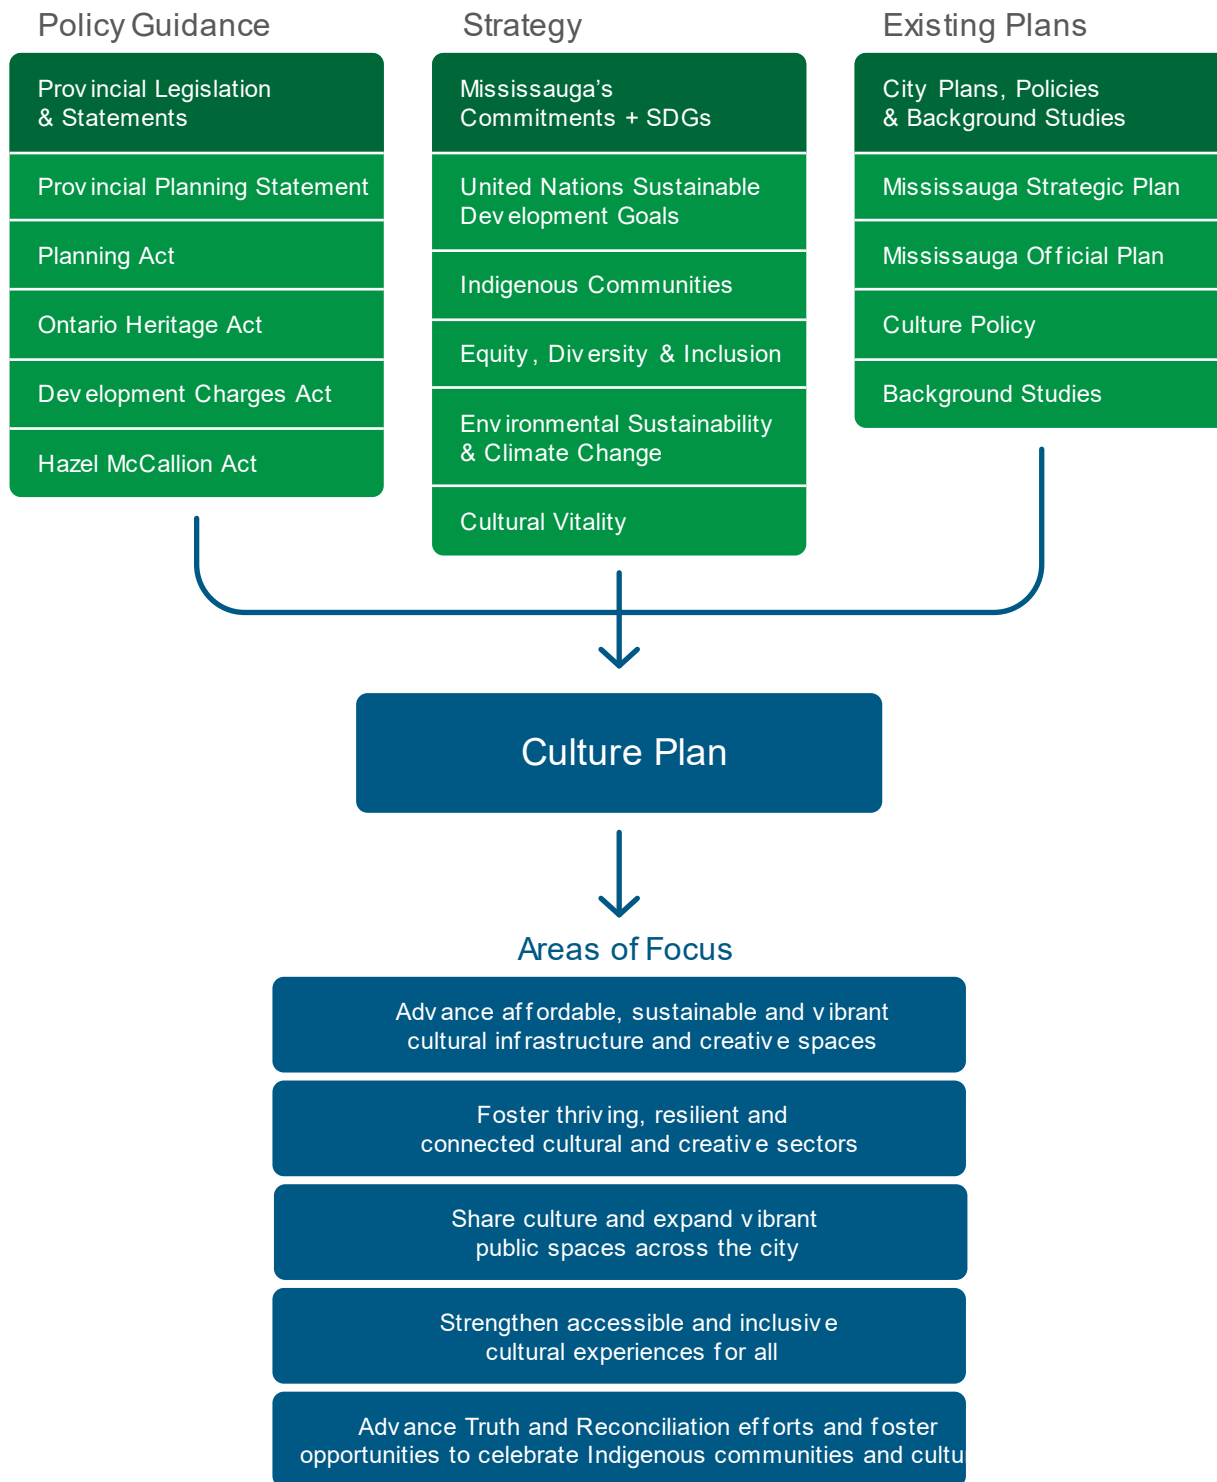 Policy Guidance
Provincial Legislation
& Statements
Provincial Planning Statement
Planning Act
Ontario Heritage Act
Development Charges Act
Hazel McCallion Act
Strategy
Mississauga's
Commitments + SDGs
United Nations Sustainable
Development Goals
Indigenous Communities
Equity, Diversity & Inclusion
Environmental Sustainability
& Climate Change
Cultural Vitality
Existing Plans
City Plans, Policies
& Background Studies
Mississauga Strategic Plan
Mississauga Official Plan
Culture Policy
Background Studies
Culture Plan
Areas of Focus
Advance affordable, sustainable and vibrant
cultural infrastructure and creative spaces
Foster thriving, resilient and
connected cultural and creative sectors
Share culture and expand vibrant
public spaces across the city
Strengthen accessible and inclusive
cultural experiences for all
Advance Truth and Reconciliation efforts and foster
opportunities to celebrate Indigenous communities and